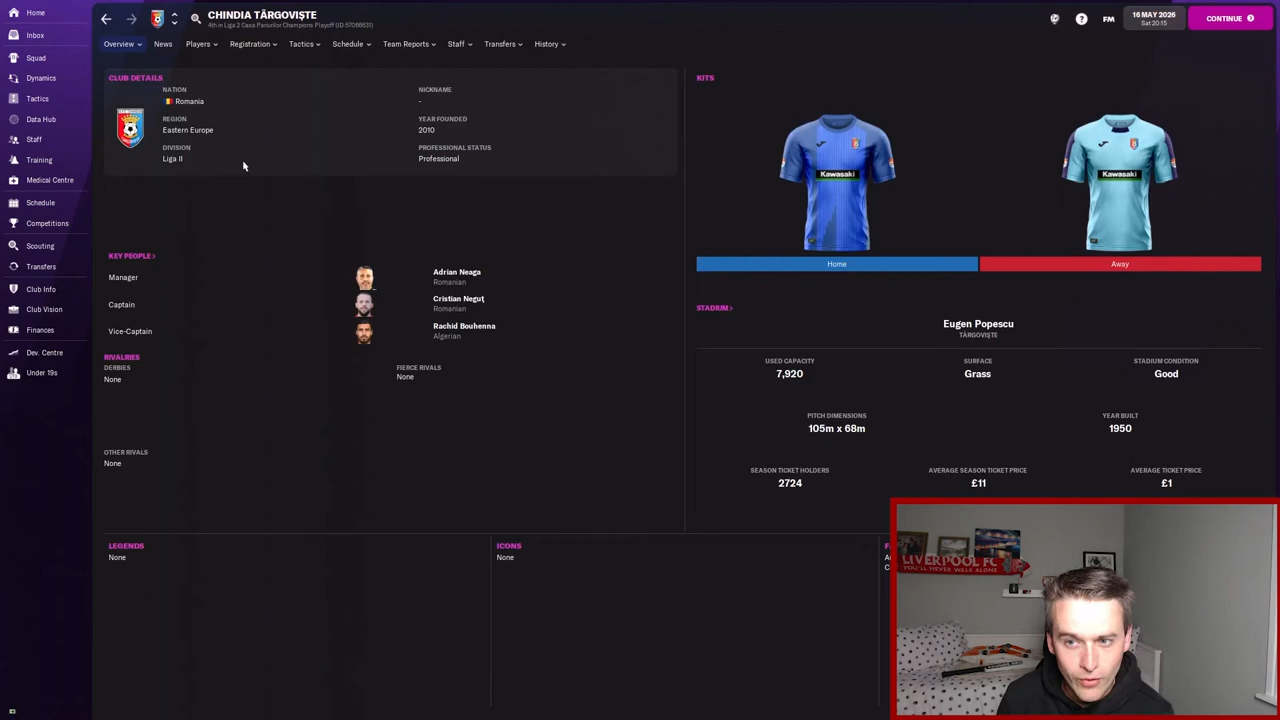 Home
Inbox
Squad
Dynamics
Tactics
Data Hub
Staff
Training
Medical Centre
Schedule
Competitions
Scouting
Transfers
Club Info
Club Vision
Finances
Dev. Centre
Under 19s
CHINDIA TÂRGOVIŞTE
4th in Liga 2 Casa Pariurilor Champions Playoff (ID:57066631)
FM
16 MAY 2026
Sat 20:15
CONTINUE
Overview
News
Players
Registration
Tactics
Schedule
Team Reports
Staff
Transfers
History
CLUB DETAILS
NATION
Romania
NICKNAME
-
REGION
Eastern Europe
YEAR FOUNDED
2010
DIVISION
Liga II
PROFESSIONAL STATUS
Professional
KEY PEOPLE >
Manager
Adrian Neaga
Romanian
Captain
Cristian Neguţ
Romanian
Vice-Captain
Rachid Bouhenna
Algerian
RIVALRIES
DERBIES
None
FIERCE RIVALS
None
OTHER RIVALS
None
LEGENDS
None
ICONS
None
KITS
Kawasaki
Kawasaki
Home
Away
STADIUM >
Eugen Popescu
TÂRGOVIŞTE
USED CAPACITY
7,920
SURFACE
Grass
STADIUM CONDITION
Good
PITCH DIMENSIONS
105m x 68m
YEAR BUILT
1950
SEASON TICKET HOLDERS
2724
AVERAGE SEASON TICKET PRICE
£11
AVERAGE TICKET PRICE
£1
LIVERPOOL FC
YOU'LL NEVER WALK ALONE